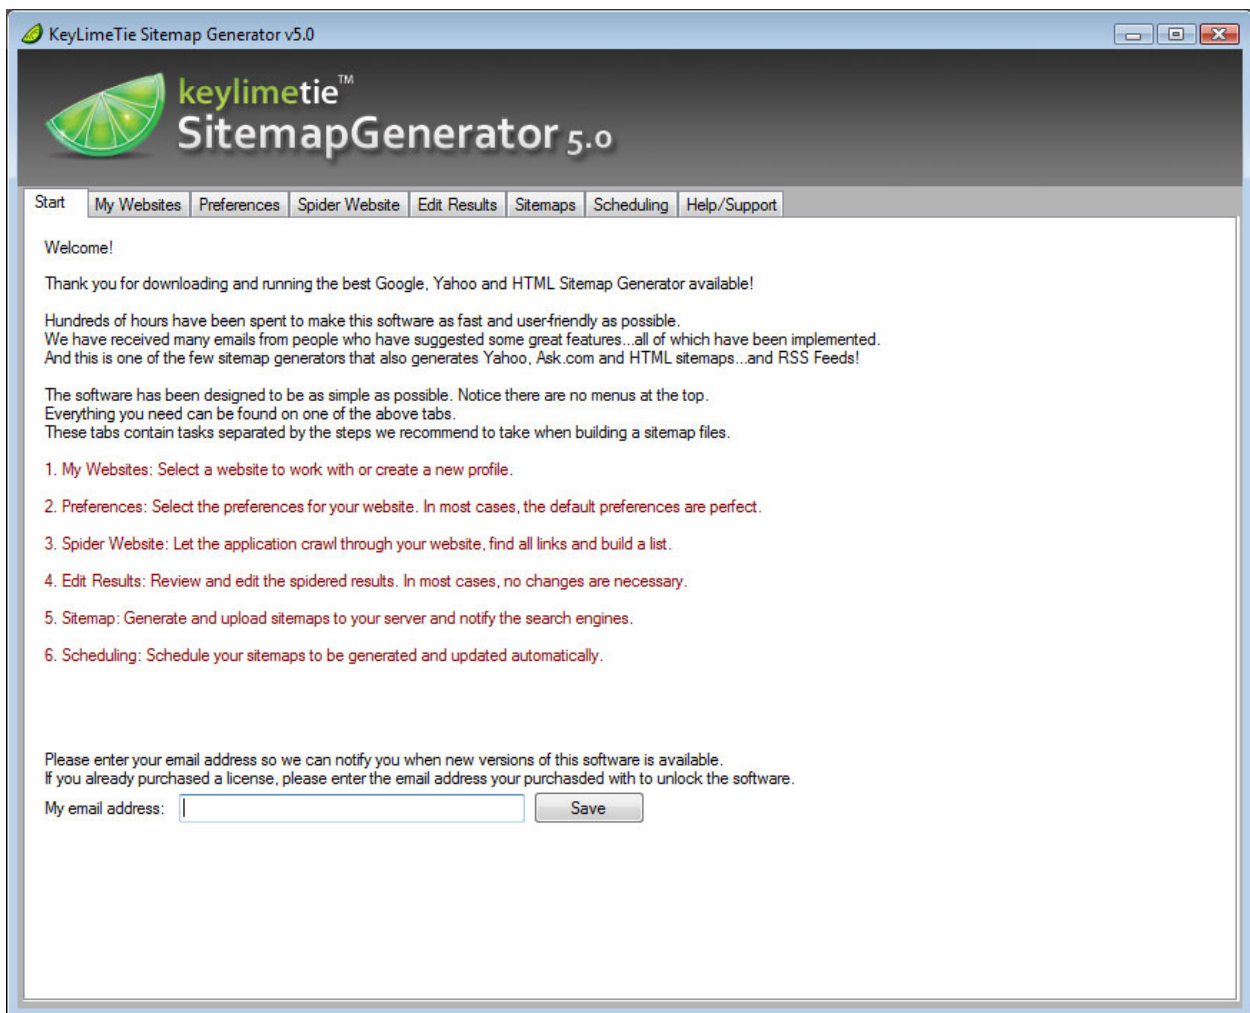 KeyLimeTie Sitemap Generator v5.0
keylimetie™
SitemapGenerator 5.0
Start My Websites Preferences Spider Website Edit Results Sitemaps Scheduling Help/Support
Welcome!
Thank you for downloading and running the best Google, Yahoo and HTML Sitemap Generator available!
Hundreds of hours have been spent to make this software as fast and user-friendly as possible.
We have received many emails from people who have suggested some great features...all of which have been implemented.
And this is one of the few sitemap generators that also generates Yahoo, Ask.com and HTML sitemaps...and RSS Feeds!
The software has been designed to be as simple as possible. Notice there are no menus at the top.
Everything you need can be found on one of the above tabs.
These tabs contain tasks separated by the steps we recommend to take when building a sitemap files.
1. My Websites: Select a website to work with or create a new profile.
2. Preferences: Select the preferences for your website. In most cases, the default preferences are perfect.
3. Spider Website: Let the application crawl through your website, find all links and build a list.
4. Edit Results: Review and edit the spidered results. In most cases, no changes are necessary.
5. Sitemap: Generate and upload sitemaps to your server and notify the search engines.
6. Scheduling: Schedule your sitemaps to be generated and updated automatically.
Please enter your email address so we can notify you when new versions of this software is available.
If you already purchased a license, please enter the email address your purchasded with to unlock the software.
My email address: Save